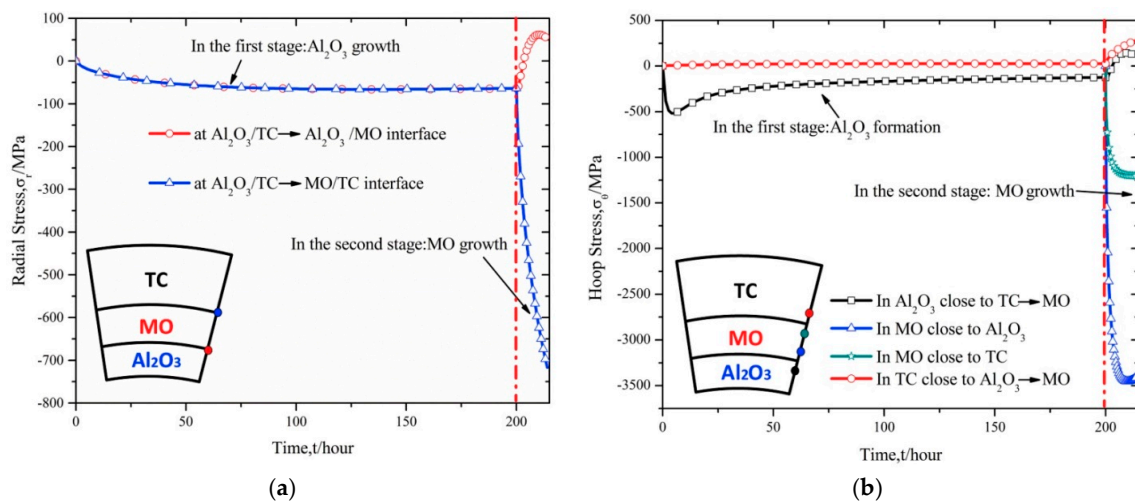 100
0
-100
-200
-300
-400
-500
-600
-700
-800
Radial Stress,σr/MPa
In the first stage:Al2O3 growth
at Al2O3/TC→ Al2O3 /MO interface
at Al2O3/TC→ MO/TC interface
In the second stage:MO growth
TC
MO
Al2O3
0 50 100 150 200
Time,t/hour
(a)
500
0
-500
-1000
-1500
-2000
-2500
-3000
-3500
Hoop Stress,σθ/MPa
In the first stage:Al2O3 formation
In the second stage: MO growth
TC
MO
Al2O3
In Al2O3 close to TC→MO
In MO close to Al2O3
In MO close to TC
In TC close to Al2O3→MO
0 50 100 150 200
Time,t/hour
(b)